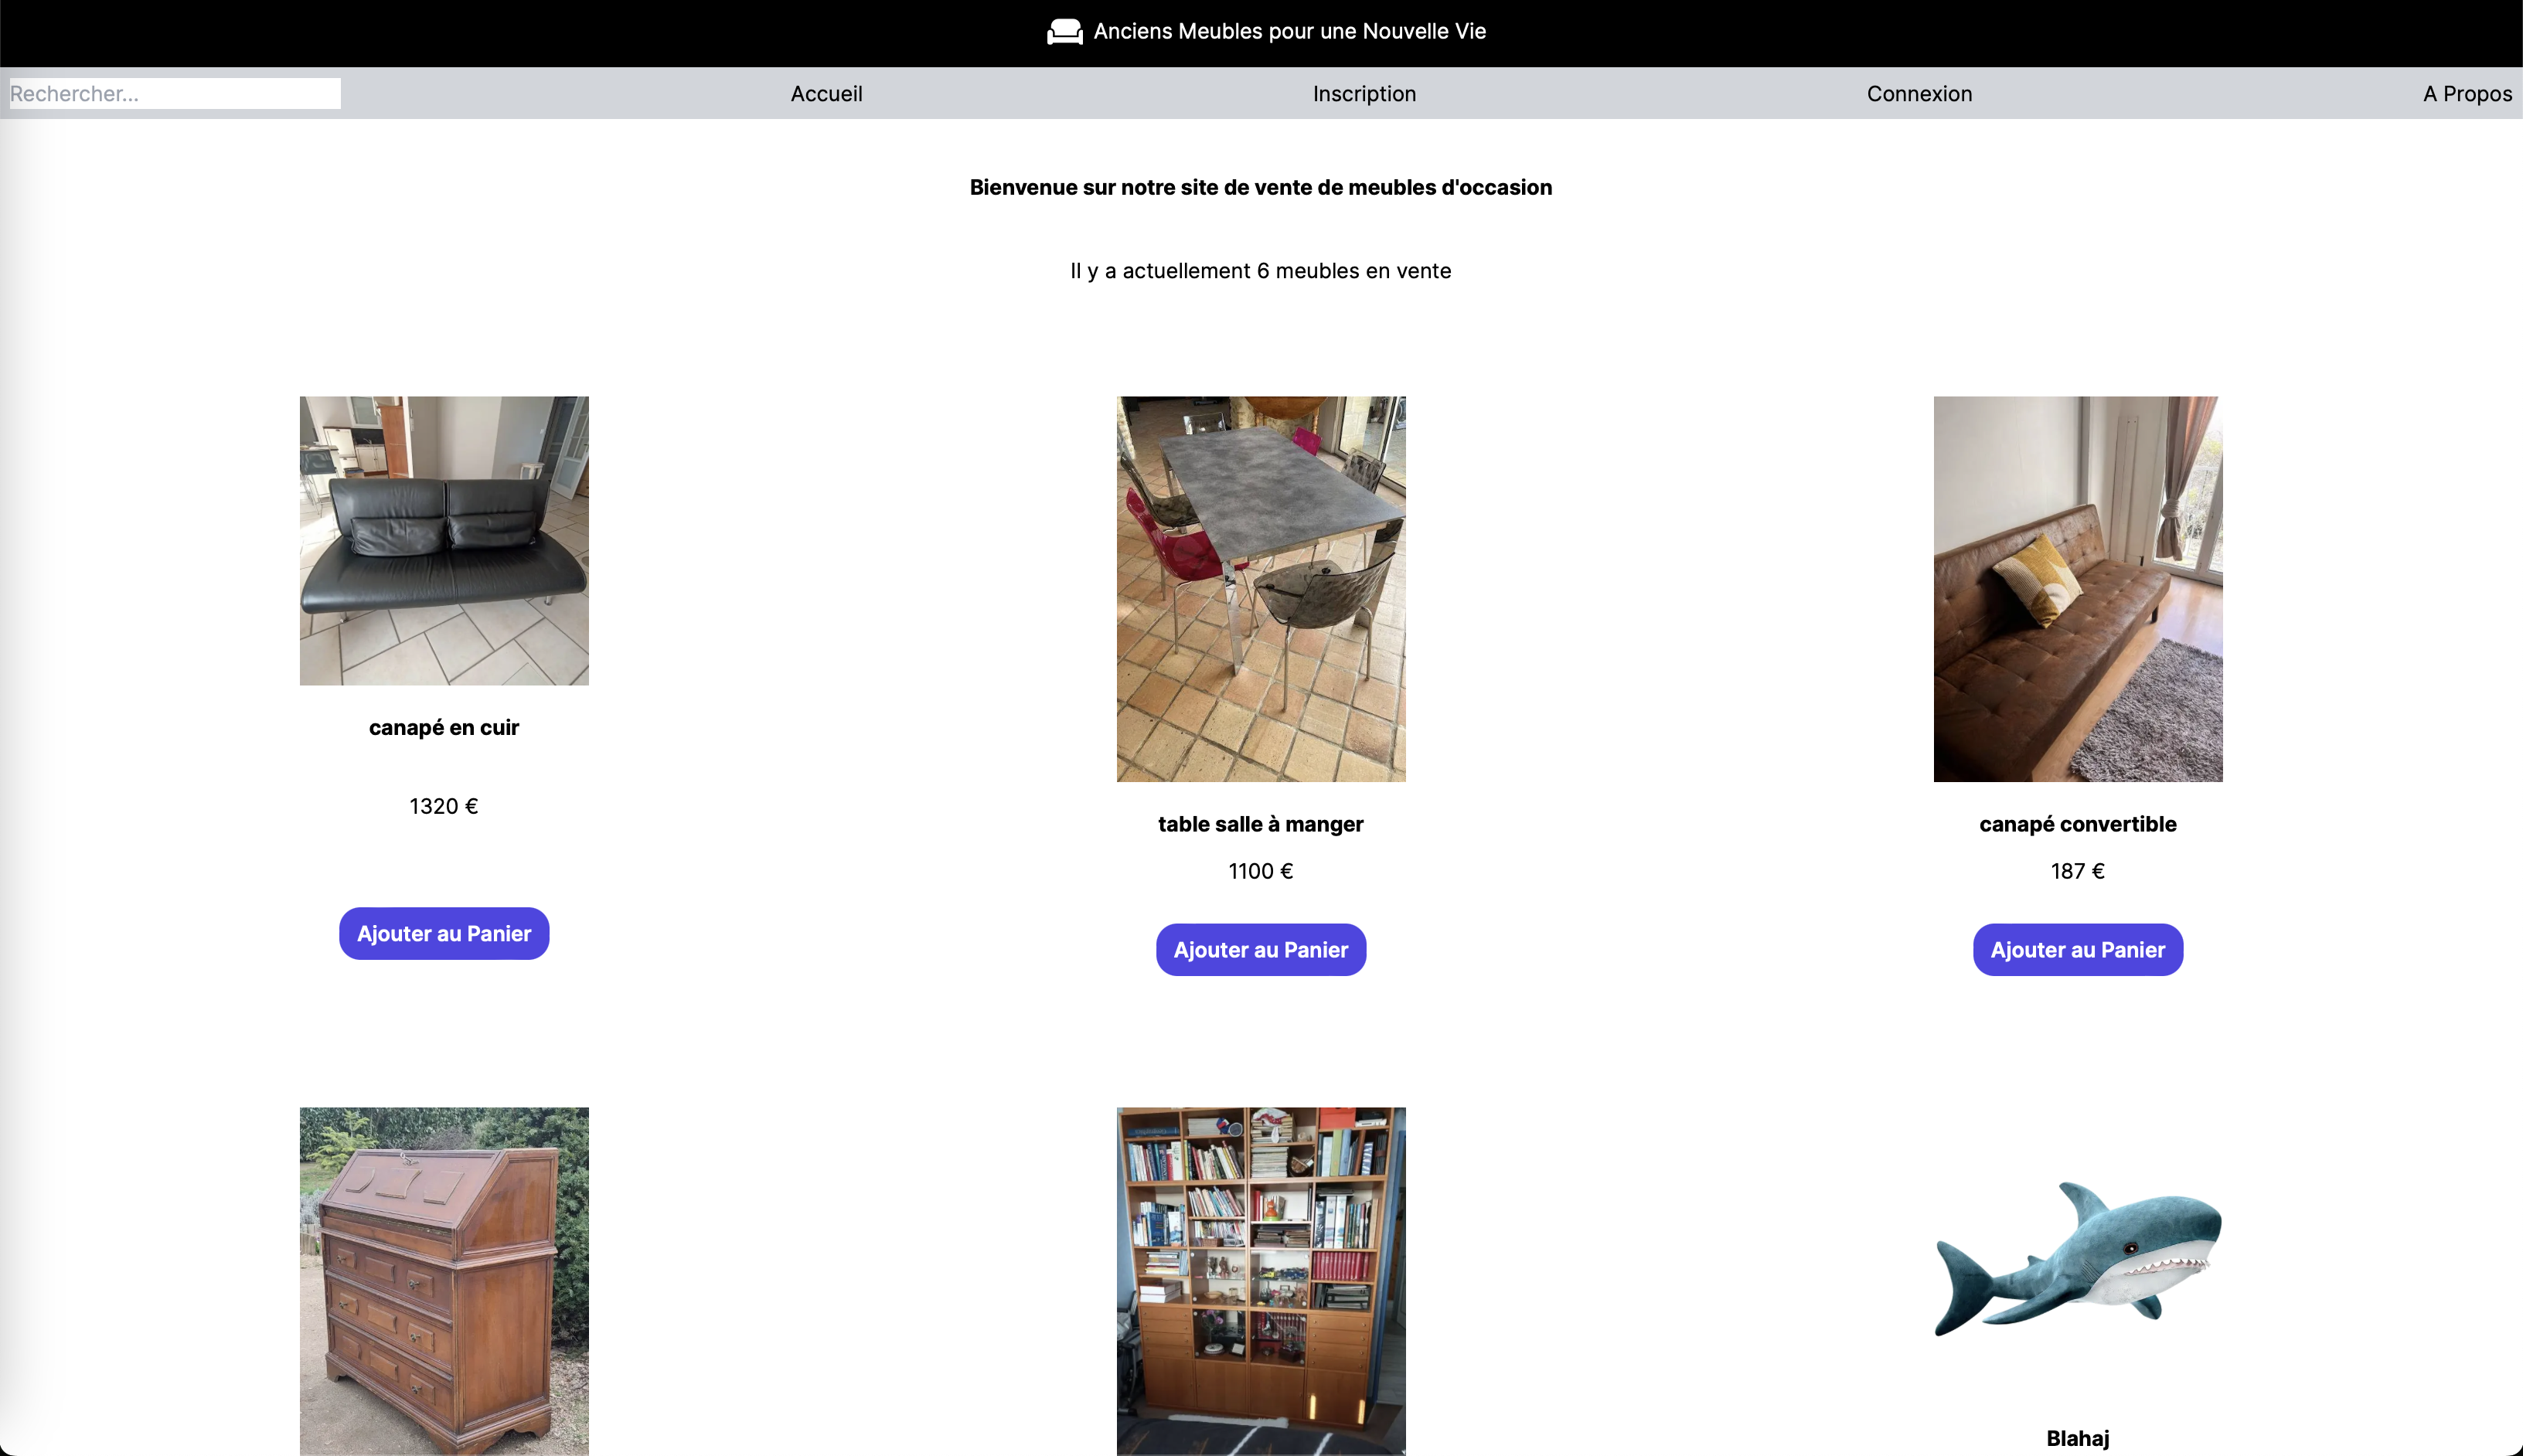 Anciens Meubles pour une Nouvelle Vie
Rechercher...
Accueil
Inscription
Connexion
A Propos
Bienvenue sur notre site de vente de meubles d'occasion
Il y a actuellement 6 meubles en vente
canapé en cuir
1320 €
Ajouter au Panier
table salle à manger
1100 €
Ajouter au Panier
canapé convertible
187 €
Ajouter au Panier
Blahaj